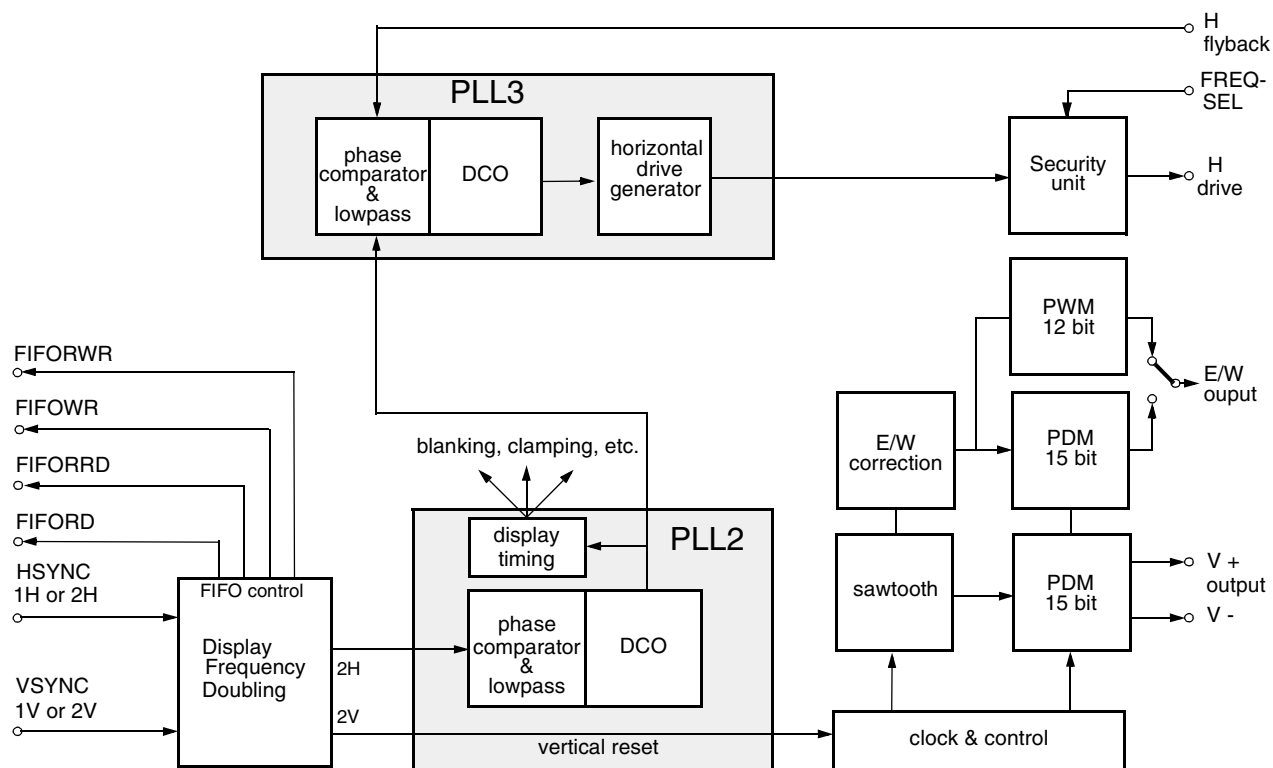 H
flyback
FREQ-
SEL
PLL3
phase
comparator
&
lowpass
DCO
horizontal
drive
generator
Security
unit
H
drive
PWM
12 bit
E/W
ouput
FIFORWR
FIFOWR
FIFORRD
FIFORD
HSYNC
1H or 2H
VSYNC
1V or 2V
FIFO control
Display
Frequency
Doubling
2H
2V
blanking, clamping, etc.
display
timing
PLL2
phase
comparator
&
lowpass
DCO
vertical reset
E/W
correction
PDM
15 bit
sawtooth
PDM
15 bit
V +
output
V -
clock & control